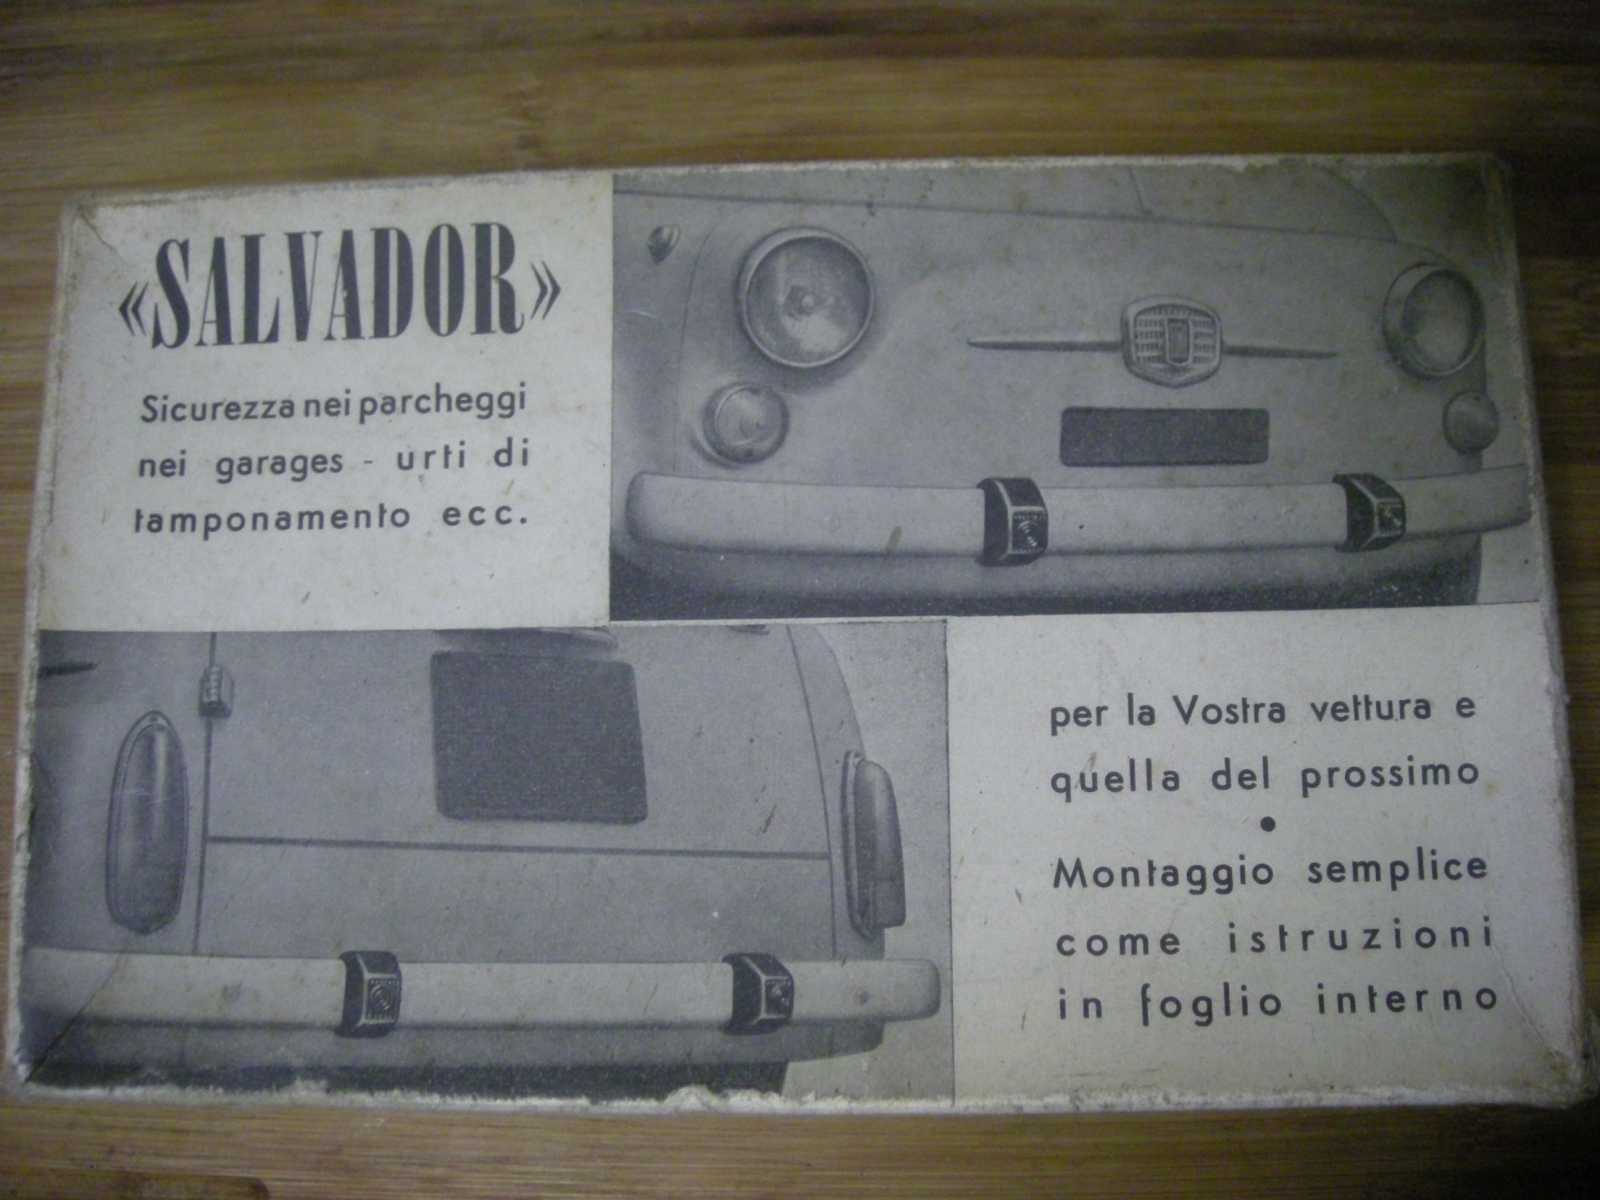 «SALVADOR»
Sicurezza nei parcheggi
nei garages - urti di
tamponamento ecc.
per la Vostra vettura e
quella del prossimo
•
Montaggio semplice
come istruzioni
in foglio interno